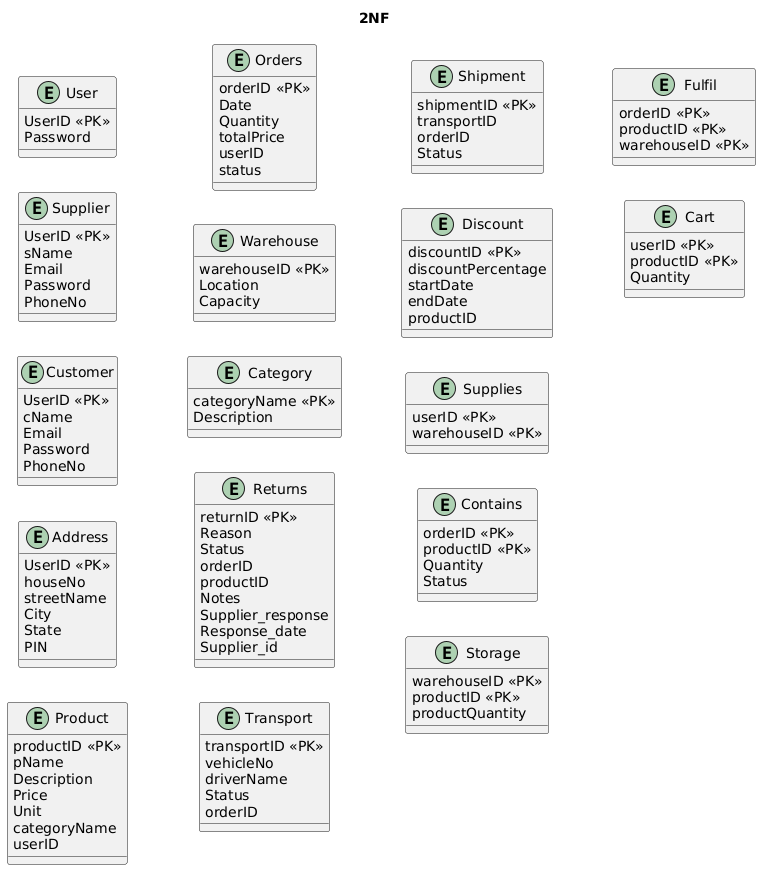 2NF
E User
UserID «PK»
Password
E Supplier
UserID «PK»
sName
Email
Password
PhoneNo
E Customer
UserID «PK»
cName
Email
Password
PhoneNo
E Address
UserID «PK»
houseNo
streetName
City
State
PIN
E Product
productID «PK»
pName
Description
Price
Unit
categoryName
userID
E Orders
orderID «PK»
Date
Quantity
totalPrice
userID
status
E Warehouse
warehouseID «PK»
Location
Capacity
E Category
categoryName «PK»
Description
E Returns
returnID «PK»
Reason
Status
orderID
productID
Notes
Supplier_response
Response_date
Supplier_id
E Transport
transportID «PK»
vehicleNo
driverName
Status
orderID
E Shipment
shipmentID «PK»
transportID
orderID
Status
E Discount
discountID «PK»
discountPercentage
startDate
endDate
productID
E Supplies
userID «PK»
warehouseID «PK»
E Contains
orderID «PK»
productID «PK»
Quantity
Status
E Storage
warehouseID «PK»
productID «PK»
productQuantity
E Fulfil
orderID «PK»
productID «PK»
warehouseID «PK»
E Cart
userID «PK»
productID «PK»
Quantity